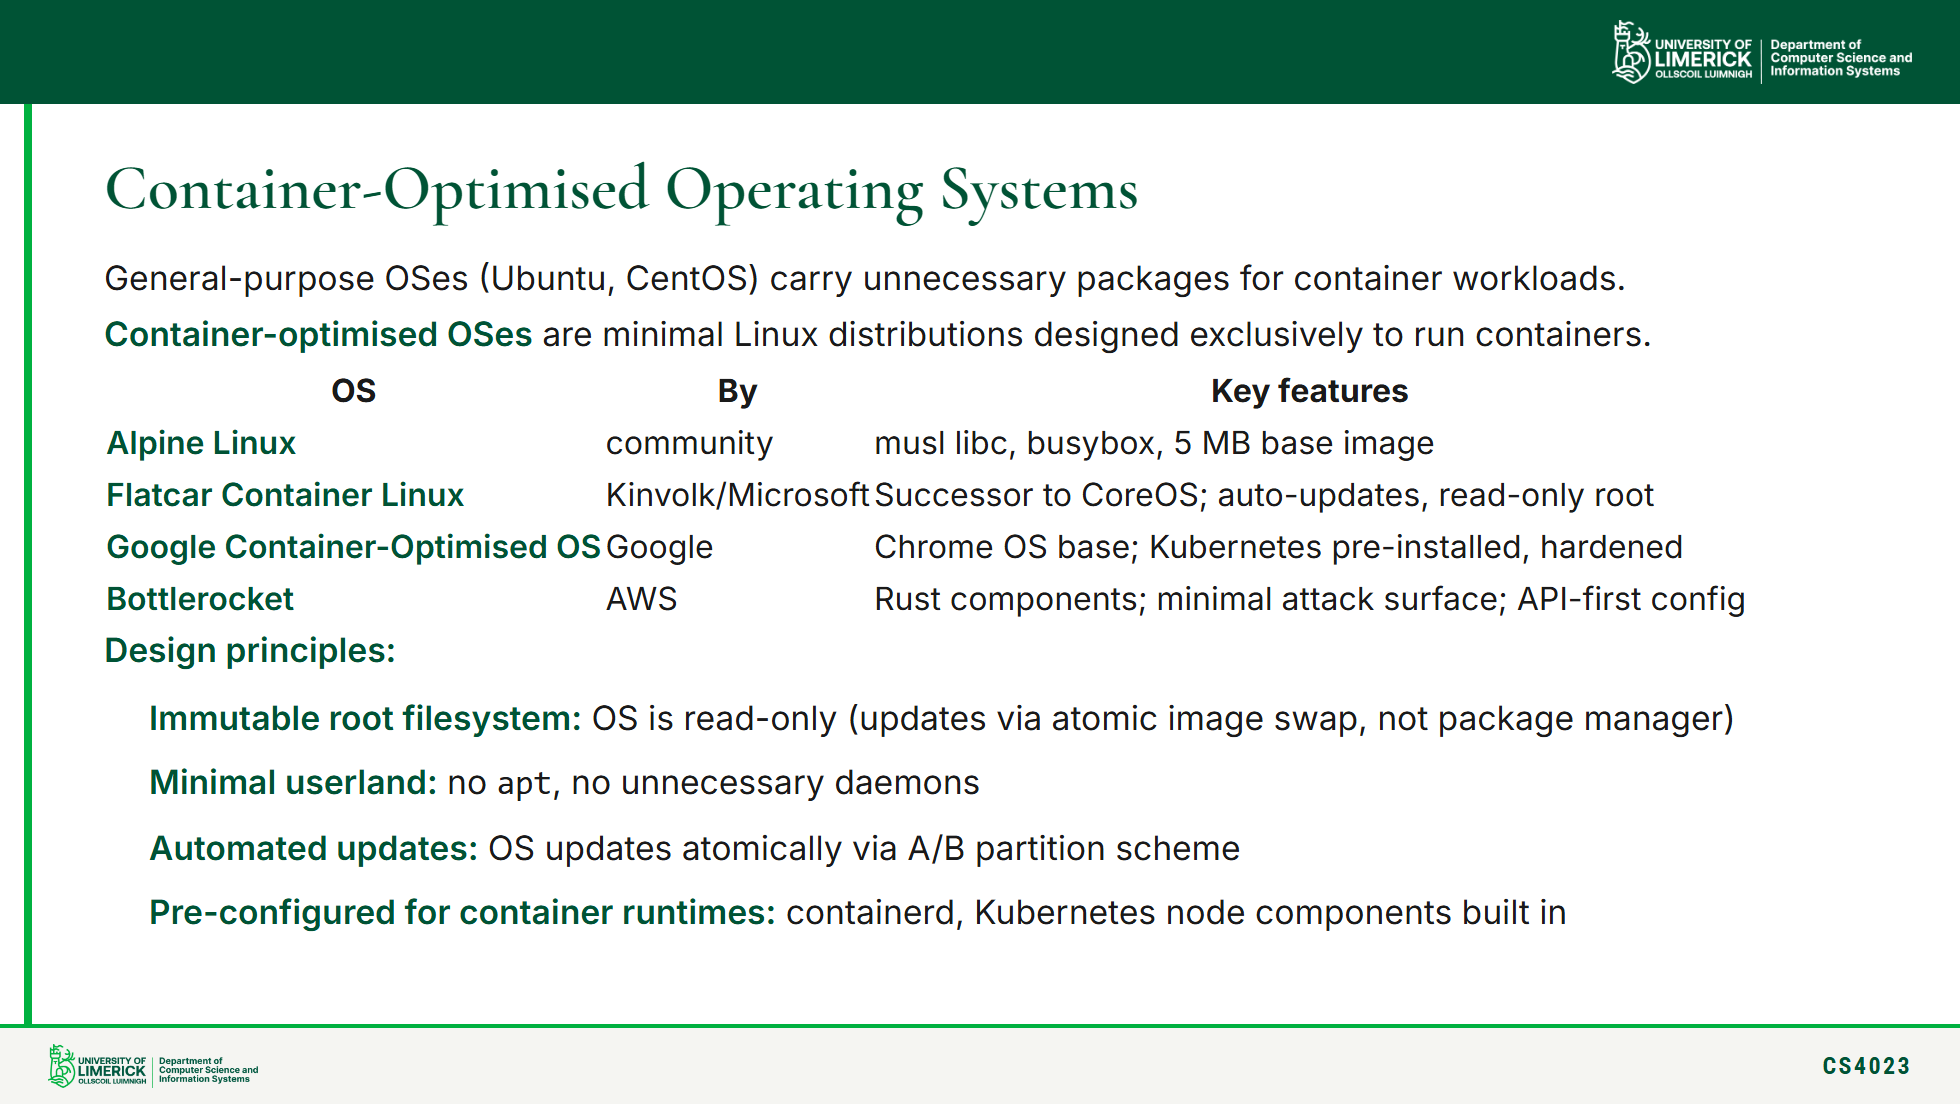 UNIVERSITY OF
LIMERICK
OLLSCOIL LUIMNIGH
Department of
Computer Science and
Information Systems
Container-Optimised Operating Systems
General-purpose OSes (Ubuntu, CentOS) carry unnecessary packages for container workloads.
Container-optimised OSes are minimal Linux distributions designed exclusively to run containers.
OS By Key features
Alpine Linux community musl libc, busybox, 5 MB base image
Flatcar Container Linux Kinvolk/Microsoft Successor to CoreOS; auto-updates, read-only root
Google Container-Optimised OS Google Chrome OS base; Kubernetes pre-installed, hardened
Bottlerocket AWS Rust components; minimal attack surface; API-first config
Design principles:
Immutable root filesystem: OS is read-only (updates via atomic image swap, not package manager)
Minimal userland: no apt, no unnecessary daemons
Automated updates: OS updates atomically via A/B partition scheme
Pre-configured for container runtimes: containerd, Kubernetes node components built in
UNIVERSITY OF
LIMERICK
OLLSCOIL LUIMNIGH
Department of
Computer Science and
Information Systems
CS4023